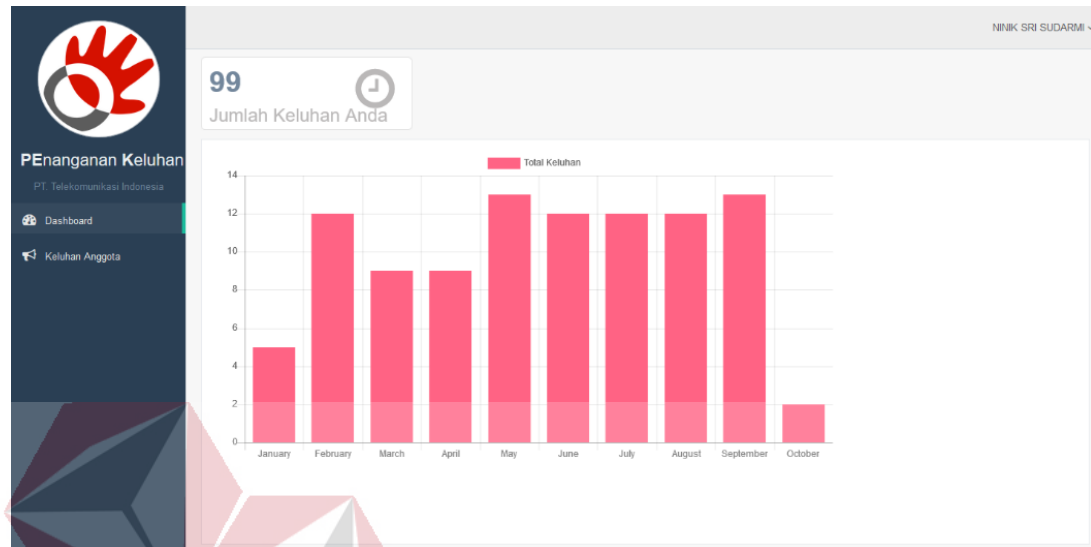 NINIK SRI SUDARMI
99
Jumlah Keluhan Anda
PEnanganan Keluhan
PT. Telekomunikasi Indonesia
Dashboard
Keluhan Anggota
Total Keluhan
14
12
10
8
6
4
2
0
January February March April May June July August September October